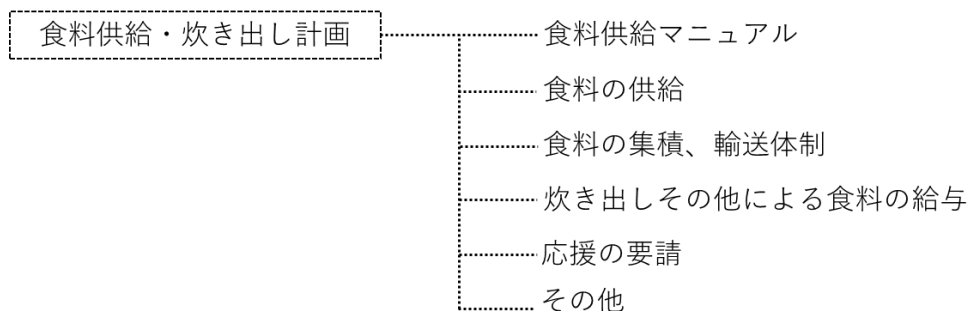 食料供給・炊き出し計画
食料供給マニュアル
食料の供給
食料の集積、輸送体制
炊き出しその他による食料の給与
応援の要請
その他